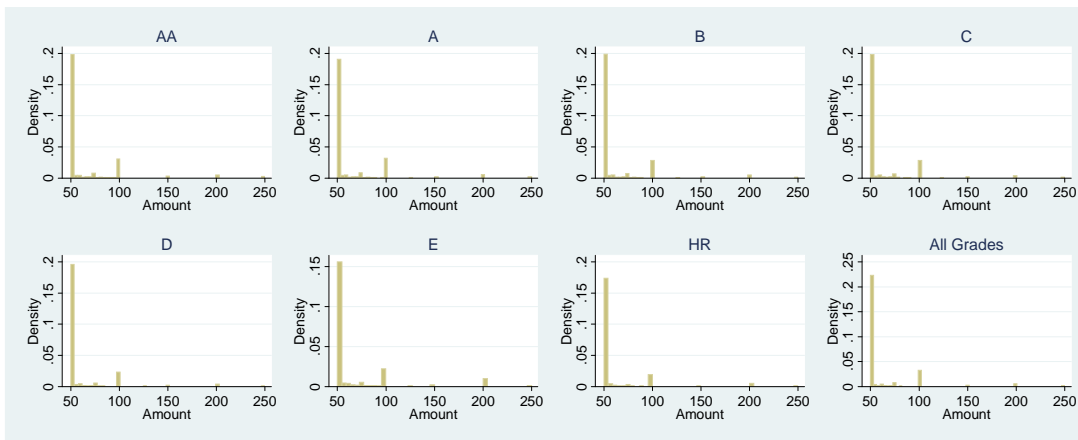 AA
A
B
C
Density
0 .05 .1 .15 .2
50 100 150 200 250
Amount
Density
0 .05 .1 .15 .2
50 100 150 200 250
Amount
Density
0 .05 .1 .15 .2
50 100 150 200 250
Amount
Density
0 .05 .1 .15 .2
50 100 150 200 250
Amount
D
E
HR
All Grades
Density
0 .05 .1 .15 .2
50 100 150 200 250
Amount
Density
0 .05 .1 .15
50 100 150 200 250
Amount
Density
0 .05 .1 .15 .2
50 100 150 200 250
Amount
Density
0 .05 .1 .15 .2 .25
50 100 150 200 250
Amount